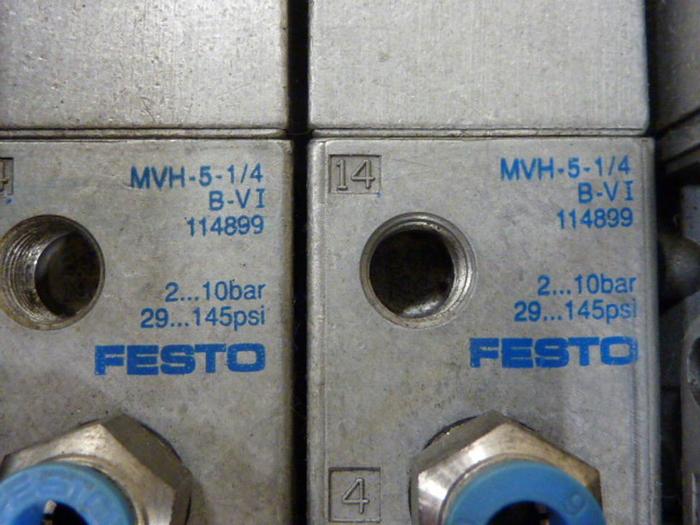 MVH-5-1/4
B-VI
114899
2...10bar
29...145psi
FESTO
FESTO
14
MVH-5-1/4
B-VI
114899
2...10bar
29...145psi
FESTO
4